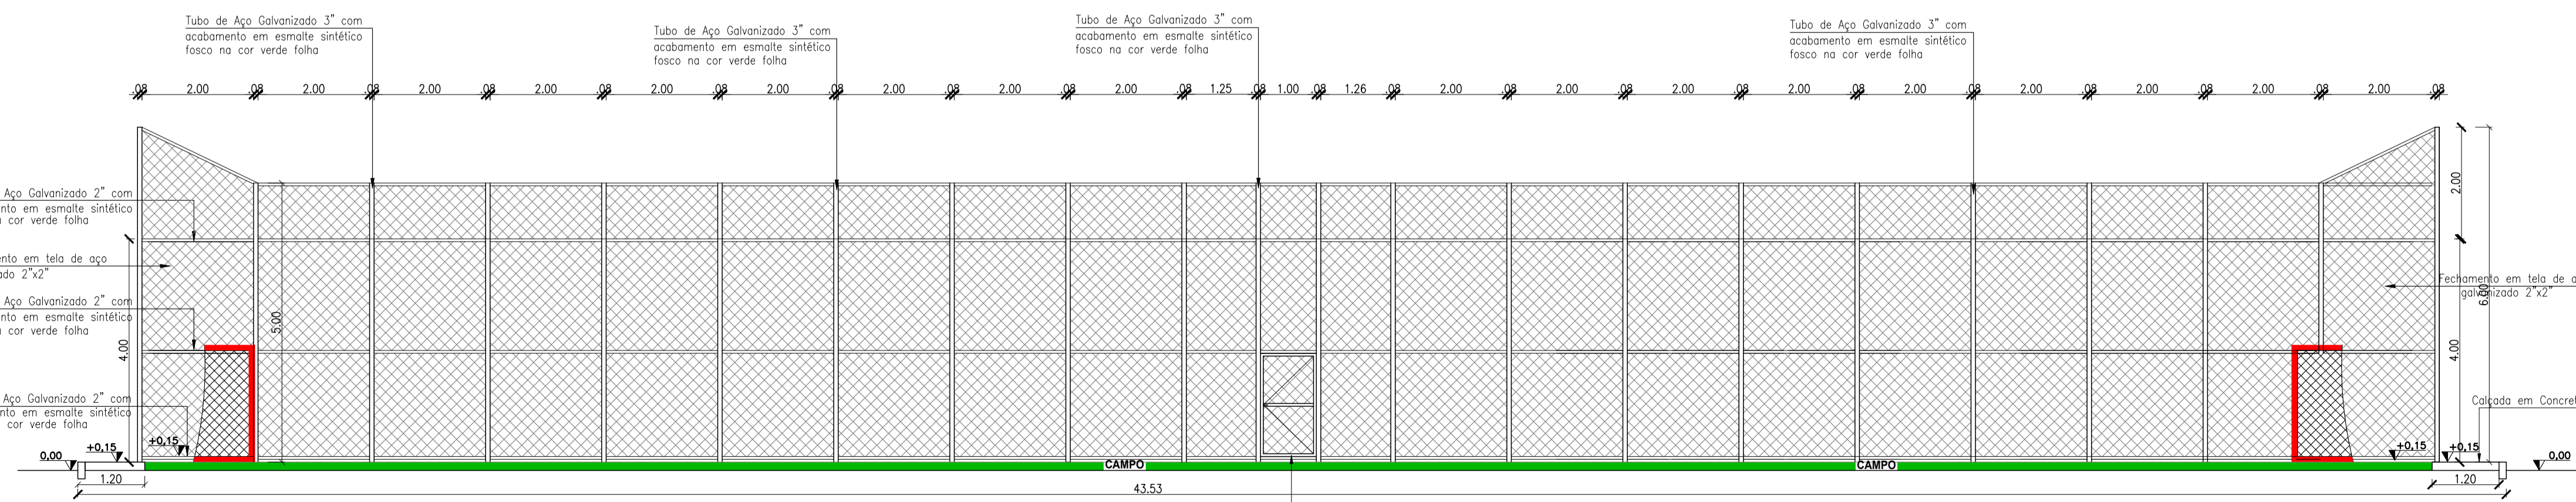 Tubo de Aço Galvanizado 3" com
acabamento em esmalte sintético
fosco na cor verde folha
Tubo de Aço Galvanizado 3" com
acabamento em esmalte sintético
fosco na cor verde folha
Tubo de Aço Galvanizado 3" com
acabamento em esmalte sintético
fosco na cor verde folha
Tubo de Aço Galvanizado 3" com
acabamento em esmalte sintético
fosco na cor verde folha
.08 2.00 .08 2.00 .08 2.00 .08 2.00 .08 2.00 .08 2.00 .08 2.00 .08 2.00 .08 2.00 .08 1.25 .08 1.00 .08 1.26 .08 2.00 .08 2.00 .08 2.00 .08 2.00 .08 2.00 .08 2.00 .08 2.00 .08 2.00 .08 2.00 .08
Aço Galvanizado 2" com
nto em esmalte sintético
cor verde folha
nto em tela de aço
ado 2"x2"
Aço Galvanizado 2" com
nto em esmalte sintético
cor verde folha
Aço Galvanizado 2" com
nto em esmalte sintético
cor verde folha
4.00
5.00
2.00
6.00
4.00
Fechamento em tela de a
galvanizado 2"x2"
Calçada em Concret
0,00
+0,15
+0,15
+0,15
+0,15
0,00
CAMPO
CAMPO
1.20
43.53
1.20